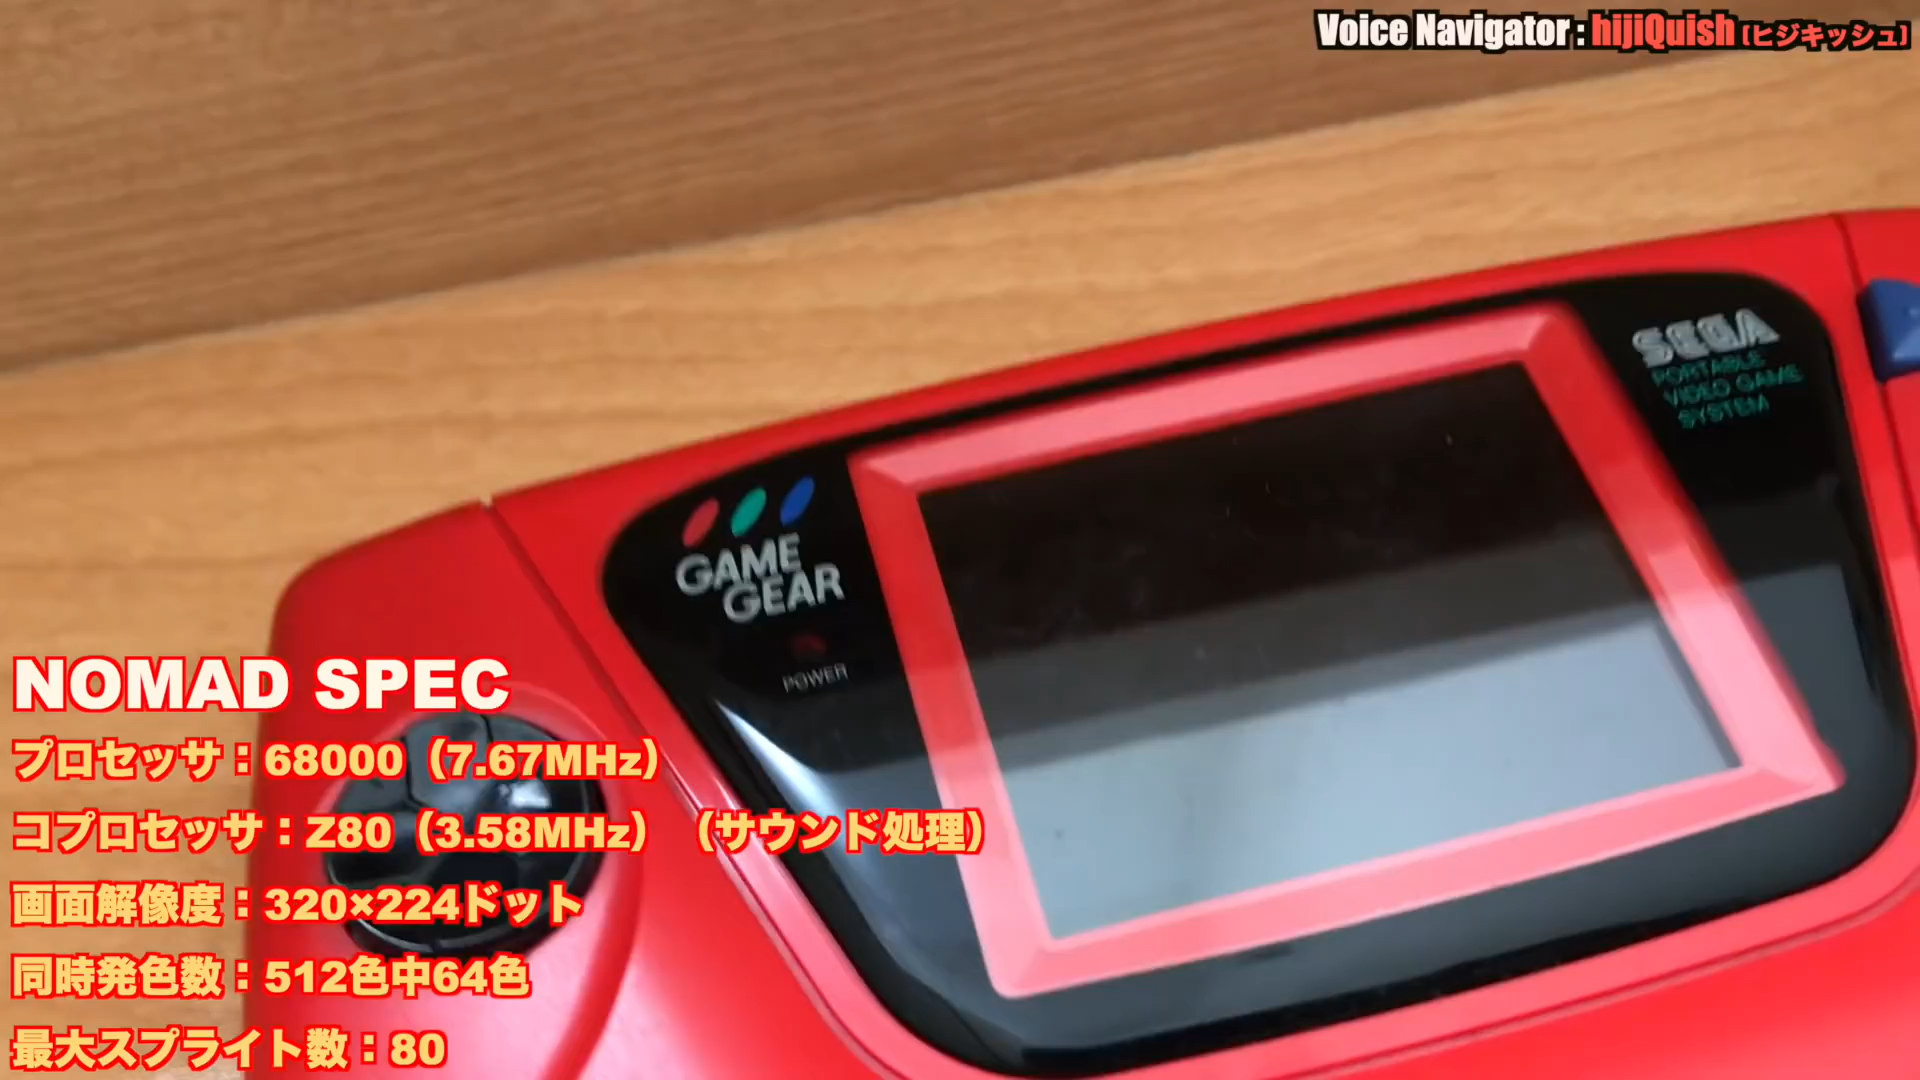 Voice Navigator : hijiQuish [ヒジキッシュ]
SEGA
PORTABLE
VIDEO GAME
SYSTEM
GAME
GEAR
POWER
NOMAD SPEC
プロセッサ：68000（7.67MHz）
コプロセッサ：Z80（3.58MHz）（サウンド処理）
画面解像度：320×224ドット
同時発色数：512色中64色
最大スプライト数：80